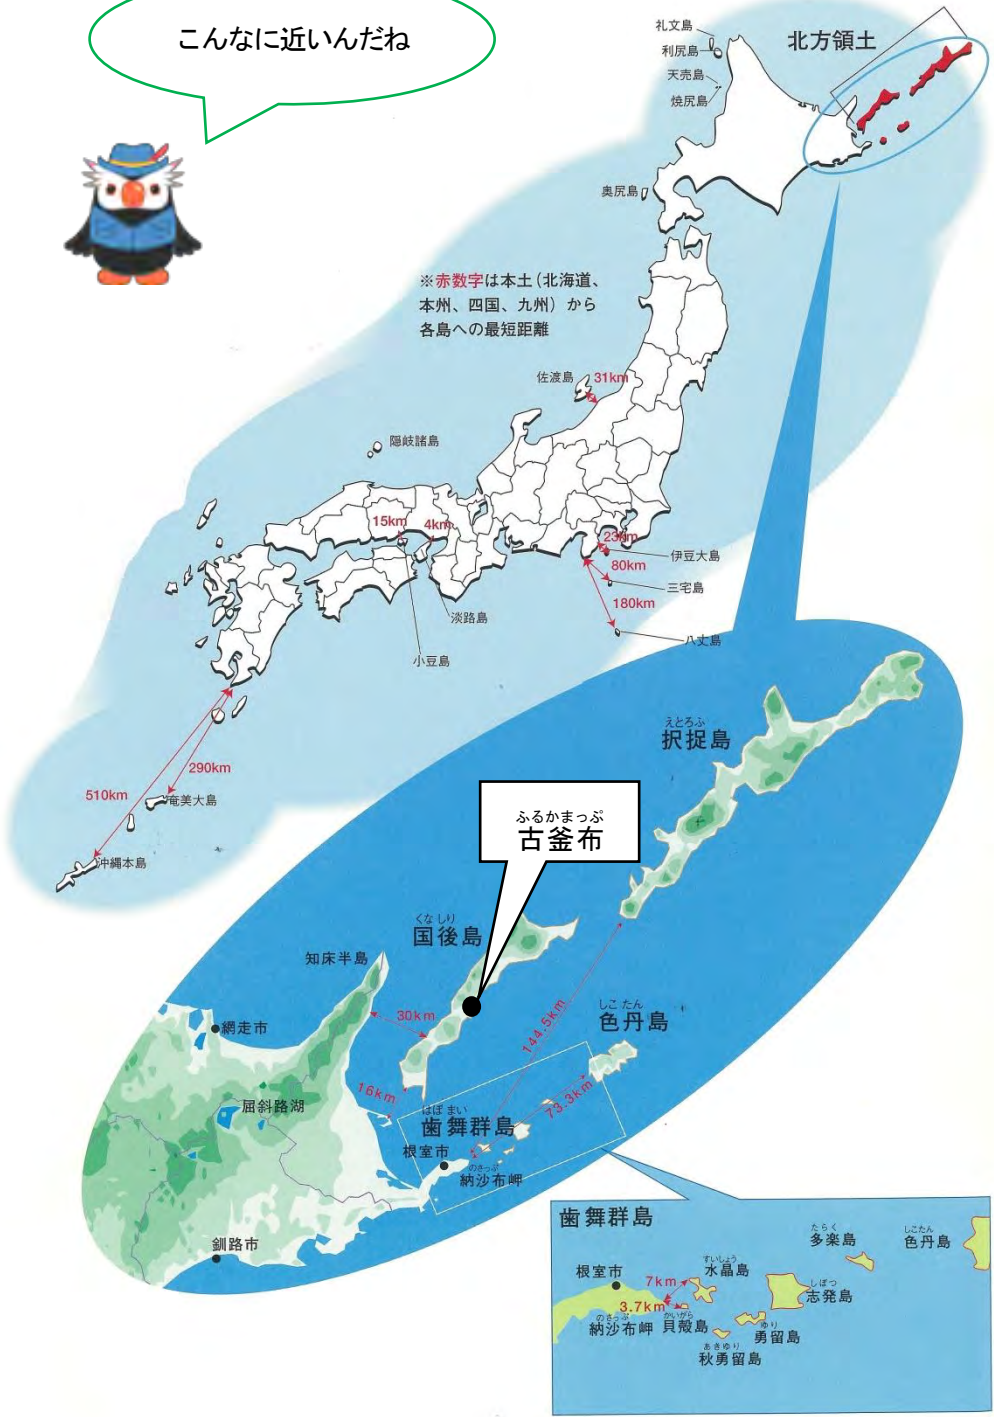 こんなに近いんだね
礼文島
利尻島
天売島
焼尻島
北方領土
奥尻島
※赤数字は本土(北海道、
本州、四国、九州)から
各島への最短距離
佐渡島
31km
隠岐諸島
15km
4km
23km
伊豆大島
80km
三宅島
180km
八丈島
淡路島
小豆島
290km
510km
奄美大島
沖縄本島
えとろふ
択捉島
ふるかまっぷ
古釜布
くなしり
国後島
知床半島
しこたん
色丹島
30km
144.5km
網走市
16km
73.3km
屈斜路湖
はぼまい
歯舞群島
根室市
のさっぷ
納沙布岬
釧路市
歯舞群島
たらく
多楽島
しこたん
色丹島
すいしょう
水晶島
根室市
7km
しぼつ
志発島
3.7km
のさっぷ
納沙布岬
かいがら
貝殻島
ゆり
勇留島
あきゆり
秋勇留島